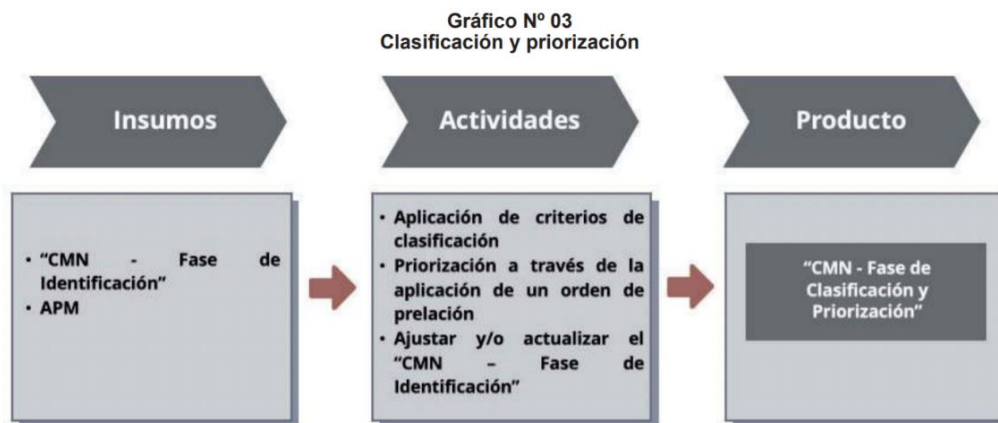 Gráfico Nº 03
Clasificación y priorización
Insumos
Actividades
Producto
• “CMN - Fase de
Identificación”
• APM
• Aplicación de criterios de
clasificación
• Priorización a través de la
aplicación de un orden de
prelación
• Ajustar y/o actualizar el
“CMN – Fase de
Identificación”
“CMN - Fase de
Clasificación y
Priorización”